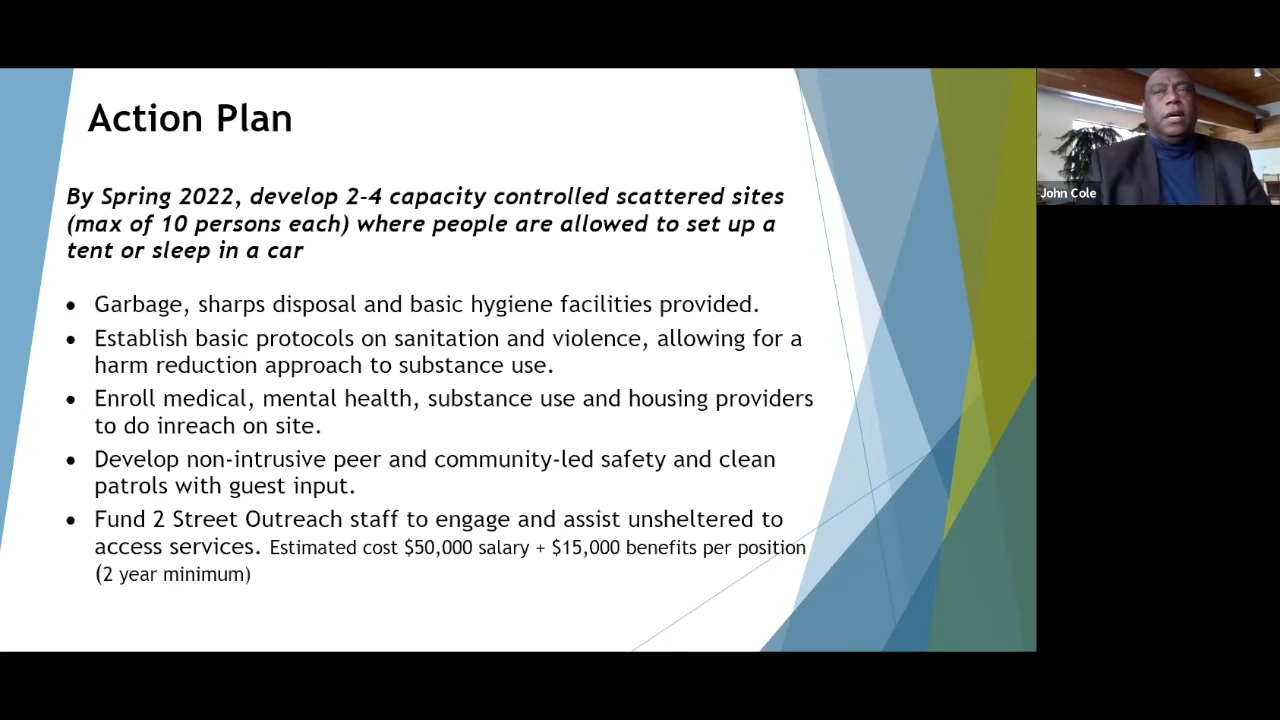 Action Plan
By Spring 2022, develop 2-4 capacity controlled scattered sites
(max of 10 persons each) where people are allowed to set up a
tent or sleep in a car
• Garbage, sharps disposal and basic hygiene facilities provided.
• Establish basic protocols on sanitation and violence, allowing for a
harm reduction approach to substance use.
• Enroll medical, mental health, substance use and housing providers
to do inreach on site.
• Develop non-intrusive peer and community-led safety and clean
patrols with guest input.
• Fund 2 Street Outreach staff to engage and assist unsheltered to
access services. Estimated cost $50,000 salary + $15,000 benefits per position
(2 year minimum)
John Cole